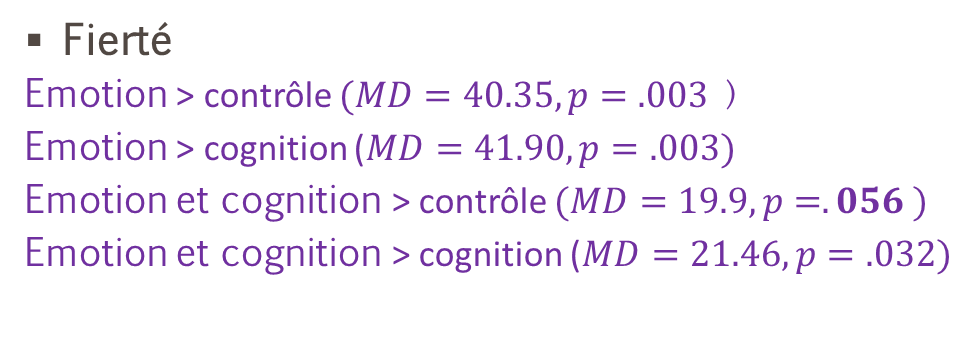 ▪ Fierté
Emotion > contrôle (MD = 40.35, p = .003 )
Emotion > cognition (MD = 41.90, p = .003)
Emotion et cognition > contrôle (MD = 19.9, p =. 056 )
Emotion et cognition > cognition (MD = 21.46, p = .032)